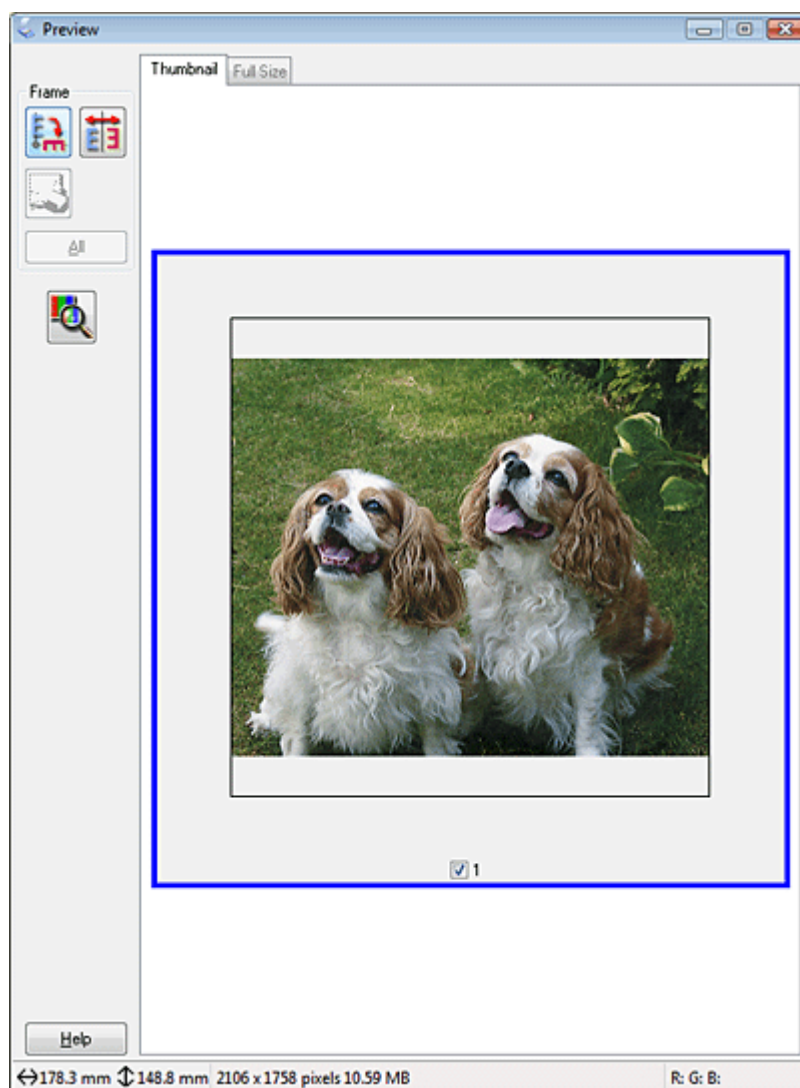 Preview
Thumbnail Full Size
Frame
All
1
Help
178.3 mm 148.8 mm 2106 x 1758 pixels 10.59 MB R: G: B: